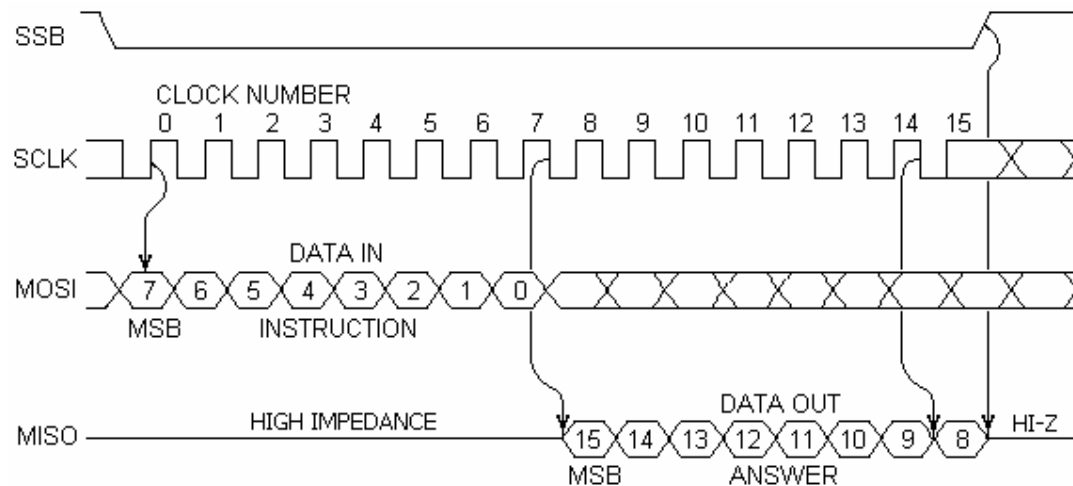 SSB
CLOCK NUMBER
0 1 2 3 4 5 6 7 8 9 10 11 12 13 14 15
SCLK
DATA IN
MOSI
7 6 5 4 3 2 1 0
MSB INSTRUCTION
HIGH IMPEDANCE
DATA OUT
HI-Z
MISO
15 14 13 12 11 10 9 8
MSB ANSWER